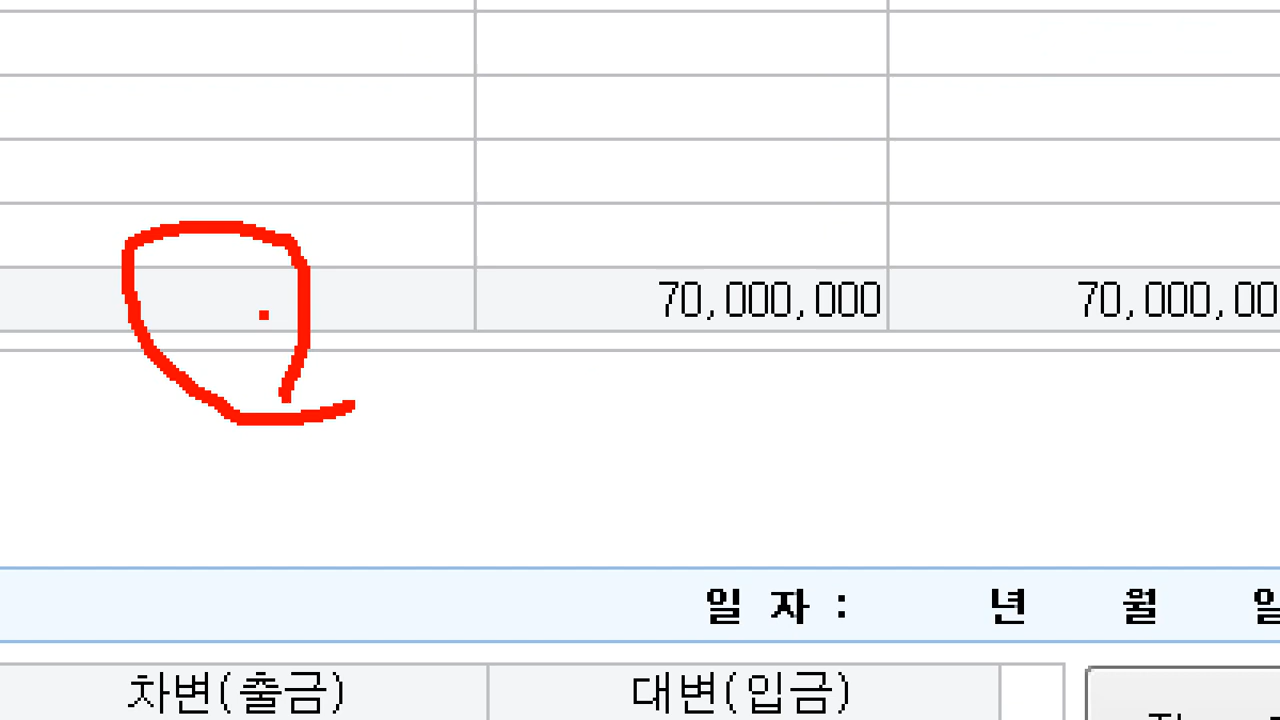 70,000,000 70,000,00
일 자 : 년 월 일
차변(출금) 대변(입금)